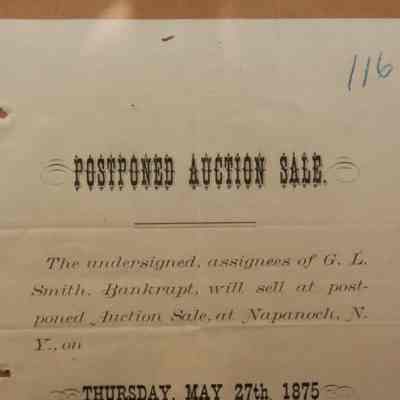 116
POSTPONED AUCTION SALE.
The undersigned, assignees of G. L.
Smith, Bankrupt, will sell at post-
poned Auction Sale, at Napanoch, N.
Y., on
THURSDAY, MAY 27th, 1875